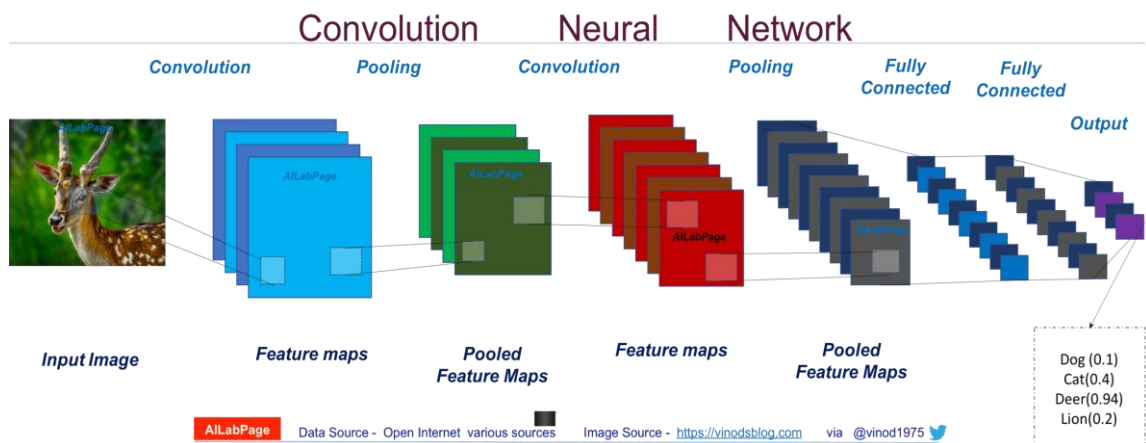 Convolution Neural Network
Convolution
Pooling
Convolution
Pooling
Fully
Connected
Fully
Connected
Output
AILabPage
AILabPage
AILabPage
AILabPage
AILabPage
Input Image
Feature maps
Pooled
Feature Maps
Feature maps
Pooled
Feature Maps
Dog (0.1)
Cat(0.4)
Deer(0.94)
Lion(0.2)
AILabPage
Data Source - Open Internet various sources
Image Source - https://vinodsblog.com via @vinod1975